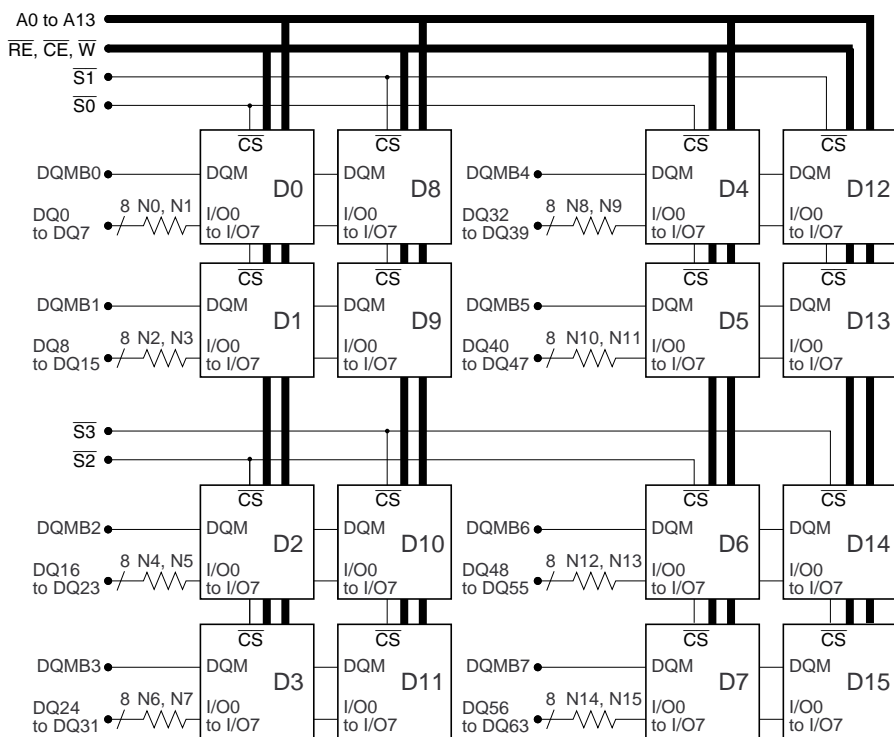 A0 to A13
RE, CE, W
S1
S0
CS CS CS CS
DQMB0 DQM D0 D8 DQMB4 DQM D4 D12
DQ0 to DQ7 8 N0, N1 I/O0 to I/O7 I/O0 to I/O7 DQ32 to DQ39 8 N8, N9 I/O0 to I/O7 I/O0 to I/O7
CS CS CS CS
DQMB1 DQM D1 DQM D9 DQMB5 DQM D5 DQM D13
DQ8 to DQ15 8 N2, N3 I/O0 to I/O7 I/O0 to I/O7 DQ40 to DQ47 8 N10, N11 I/O0 to I/O7 I/O0 to I/O7
S3
S2
CS CS CS CS
DQMB2 DQM D2 DQM D10 DQMB6 DQM D6 DQM D14
DQ16 to DQ23 8 N4, N5 I/O0 to I/O7 I/O0 to I/O7 DQ48 to DQ55 8 N12, N13 I/O0 to I/O7 I/O0 to I/O7
CS CS CS CS
DQMB3 DQM D3 DQM D11 DQMB7 DQM D7 DQM D15
DQ24 to DQ31 8 N6, N7 I/O0 to I/O7 I/O0 to I/O7 DQ56 to DQ63 8 N14, N15 I/O0 to I/O7 I/O0 to I/O7